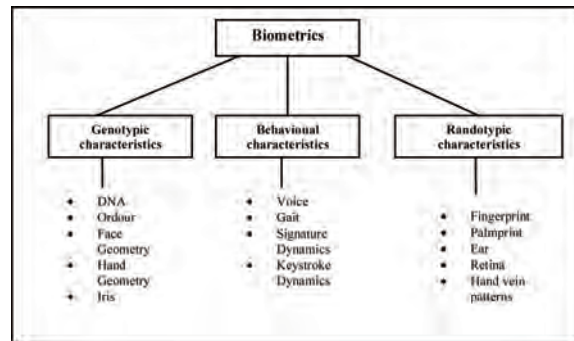 Biometrics
Genotypic
characteristics
Behavioual
characteristics
Randotypic
characteristics
• DNA
• Ordour
• Face
Geometry
• Hand
Geometry
• Iris
• Voice
• Gait
• Signature
Dynamics
• Keystroke
Dynamics
• Fingerprint
• Palmprint
• Ear
• Retina
• Hand vein
patterns